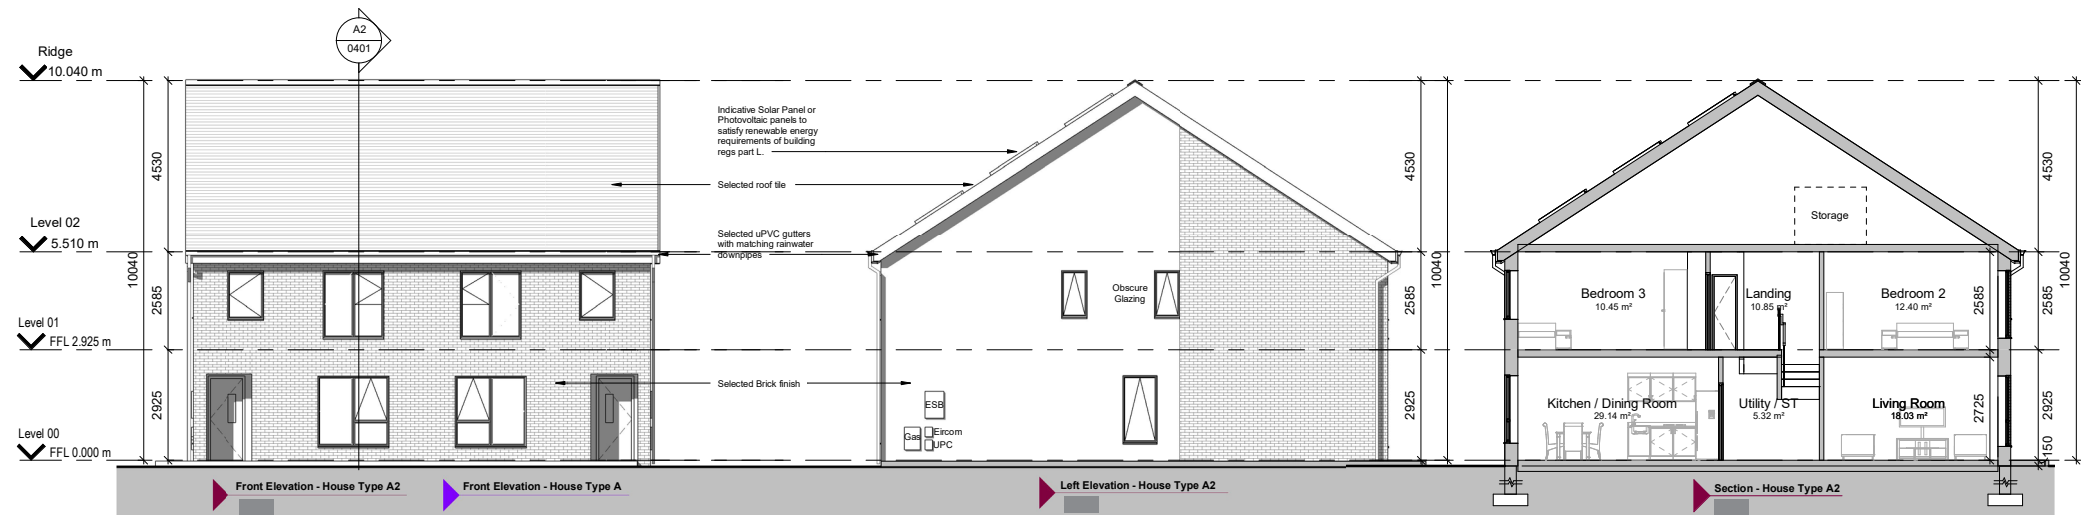 A2
0401
Ridge
10.040 m
Level 02
5.510 m
Level 01
FFL 2.925 m
Level 00
FFL 0.000 m
4530
2585
2925
10040
Indicative Solar Panel or
Photovoltaic panels to
satisfy renewable energy
requirements of building
regs part L.
Selected roof tile
Selected uPVC gutters
with matching rainwater
downpipes
Selected Brick finish
Obscure
Glazing
ESB
Gas
Eircom
UPC
4530
2585
2925
10040
Storage
Bedroom 3
10.45 m²
Landing
10.85 m²
Bedroom 2
12.40 m²
Kitchen / Dining Room
29.14 m²
Utility / ST
5.32 m²
Living Room
18.03 m²
2585
2725
4530
2585
2925
150
10040
Front Elevation - House Type A2
Front Elevation - House Type A
Left Elevation - House Type A2
Section - House Type A2